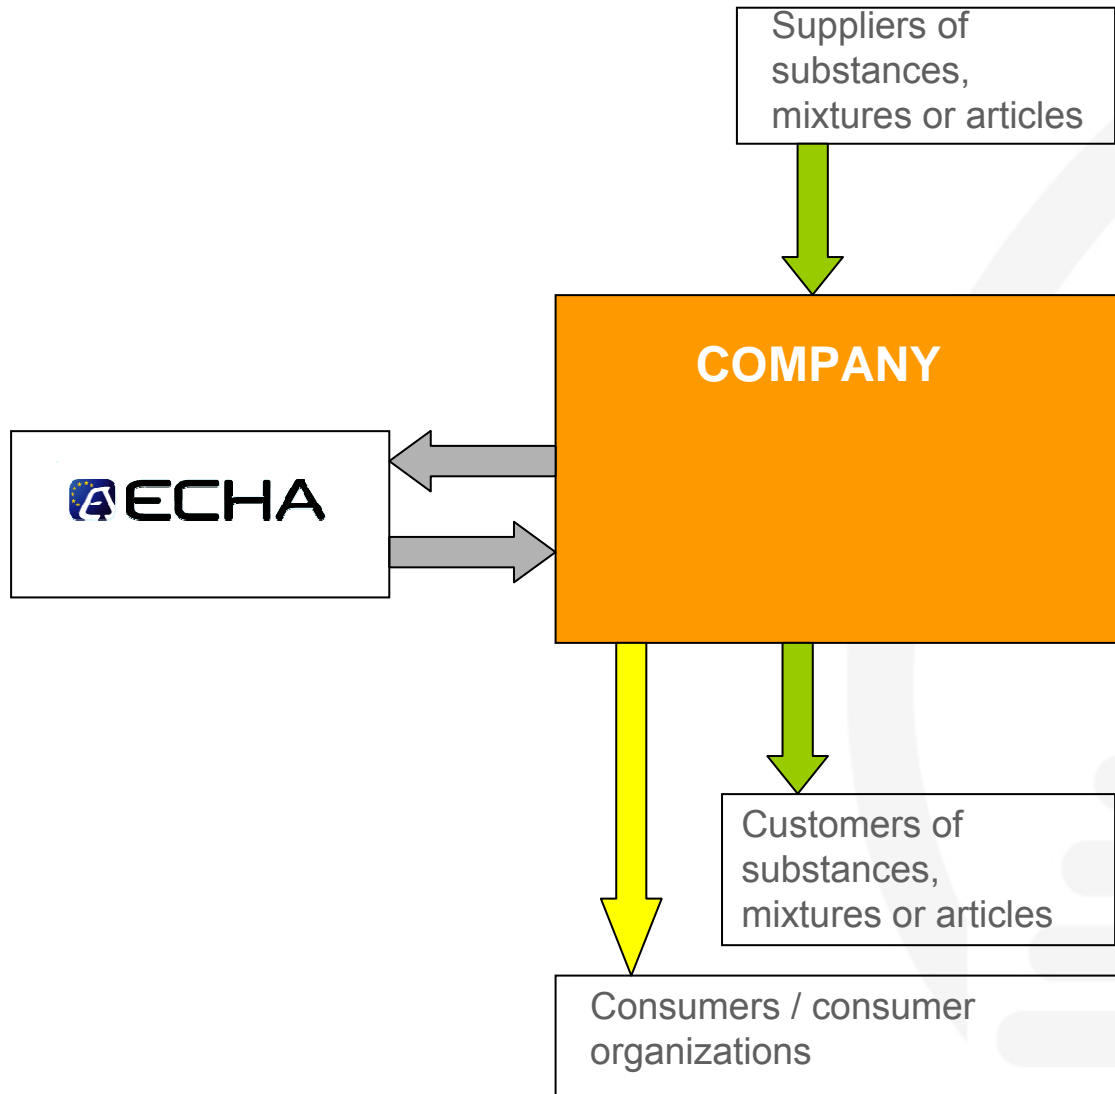 Suppliers of
substances,
mixtures or articles
COMPANY
ECHA
Customers of
substances,
mixtures or articles
Consumers / consumer
organizations